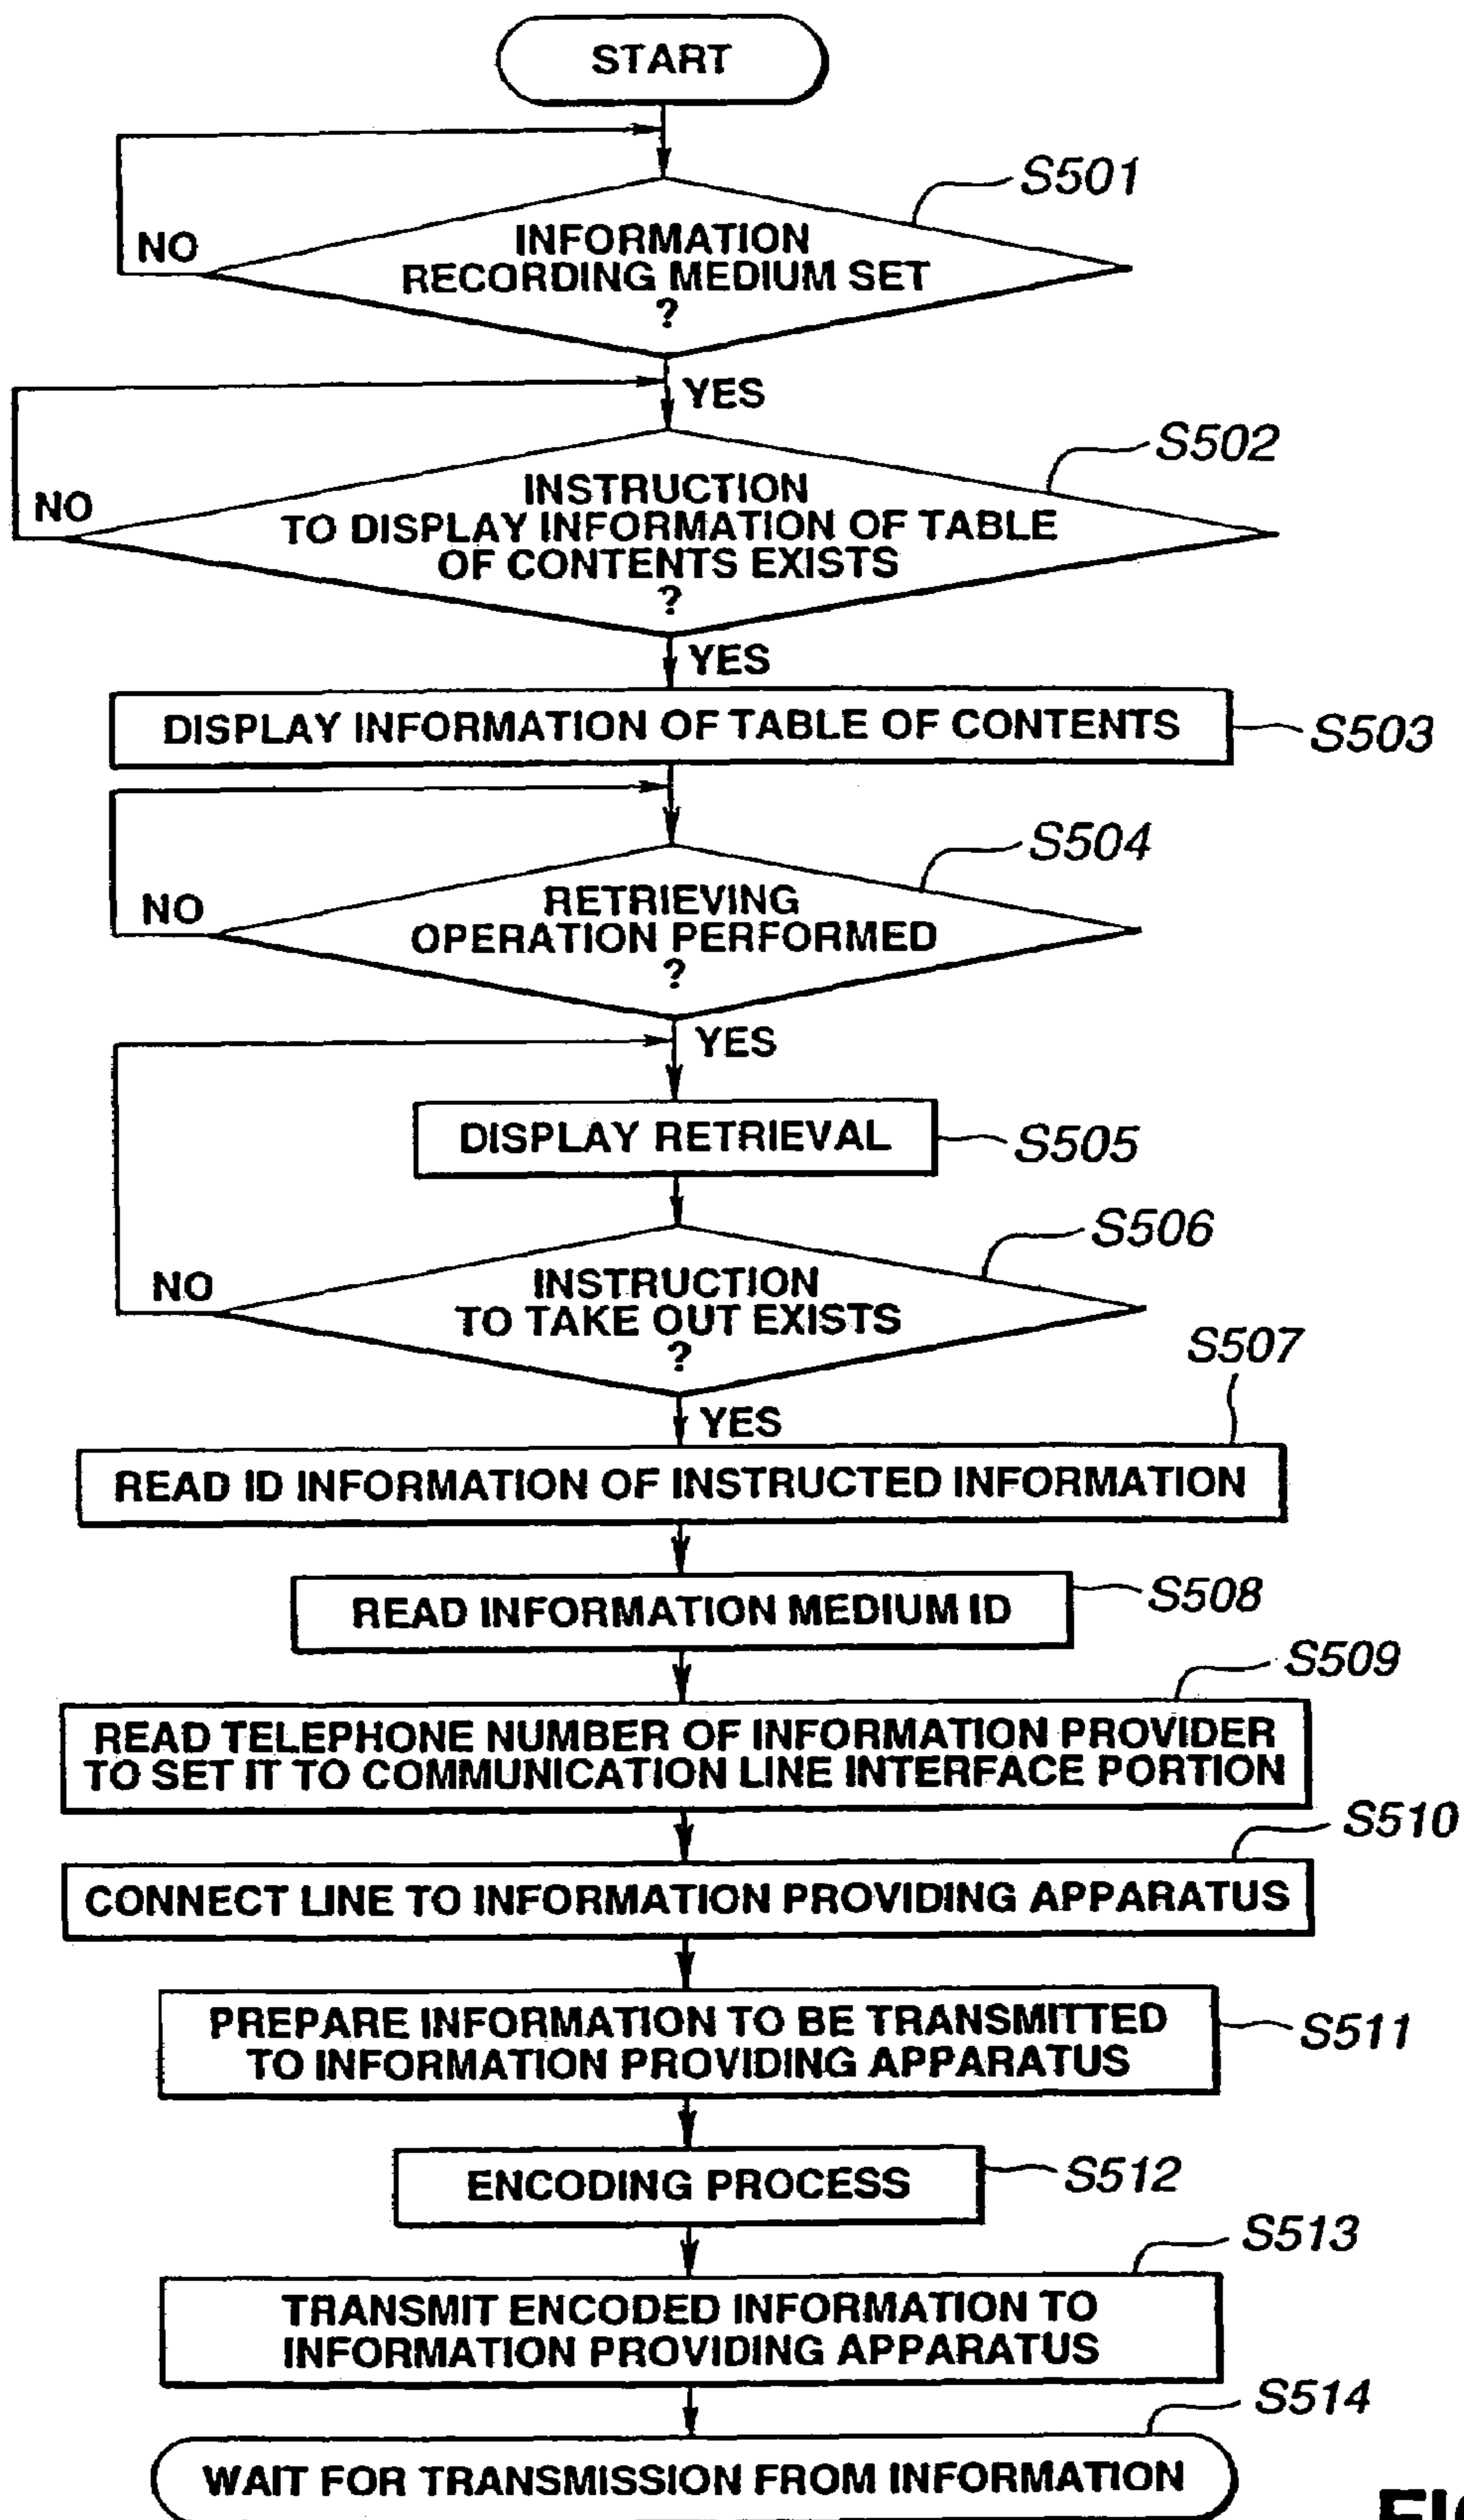 START
S501
NO
INFORMATION
RECORDING MEDIUM SET
?
YES
S502
NO
INSTRUCTION
TO DISPLAY INFORMATION OF TABLE
OF CONTENTS EXISTS
?
YES
DISPLAY INFORMATION OF TABLE OF CONTENTS
S503
S504
NO
RETRIEVING
OPERATION PERFORMED
?
YES
DISPLAY RETRIEVAL
S505
S506
NO
INSTRUCTION
TO TAKE OUT EXISTS
?
S507
YES
READ ID INFORMATION OF INSTRUCTED INFORMATION
READ INFORMATION MEDIUM ID
S508
S509
READ TELEPHONE NUMBER OF INFORMATION PROVIDER
TO SET IT TO COMMUNICATION LINE INTERFACE PORTION
S510
CONNECT LINE TO INFORMATION PROVIDING APPARATUS
PREPARE INFORMATION TO BE TRANSMITTED
TO INFORMATION PROVIDING APPARATUS
S511
ENCODING PROCESS
S512
S513
TRANSMIT ENCODED INFORMATION TO
INFORMATION PROVIDING APPARATUS
S514
WAIT FOR TRANSMISSION FROM INFORMATION